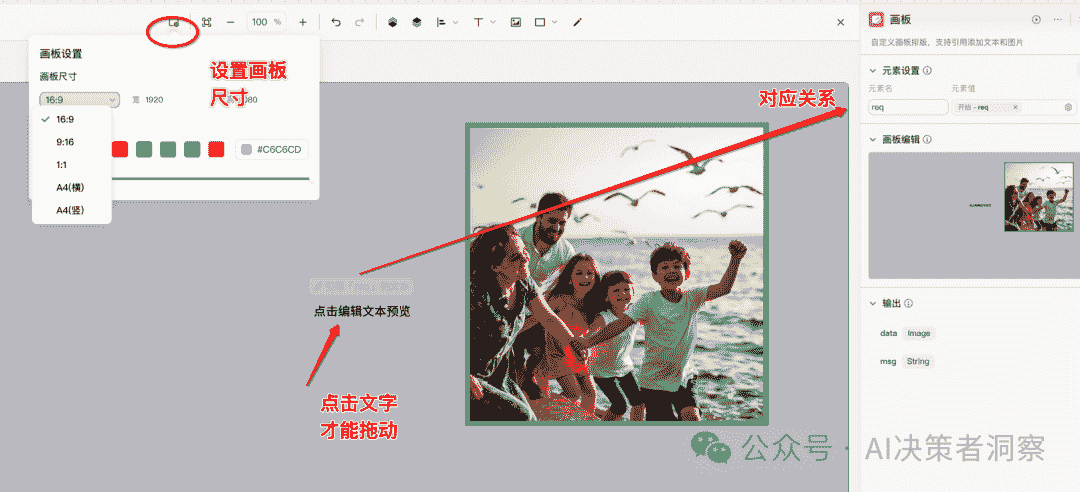 100 %
画板设置
画板尺寸
16:9
宽 1920
080
16:9
9:16
1:1
A4(横)
A4(竖)
#C6C6CD
设置画板
尺寸
对应关系
点击编辑文本预览
点击文字
才能拖动
画板
自定义画板排版，支持引用添加文本和图片
元素设置
元素名
元素值
req
开始 - req
画板编辑
输出
data Image
msg String
公众号 · AI决策者洞察